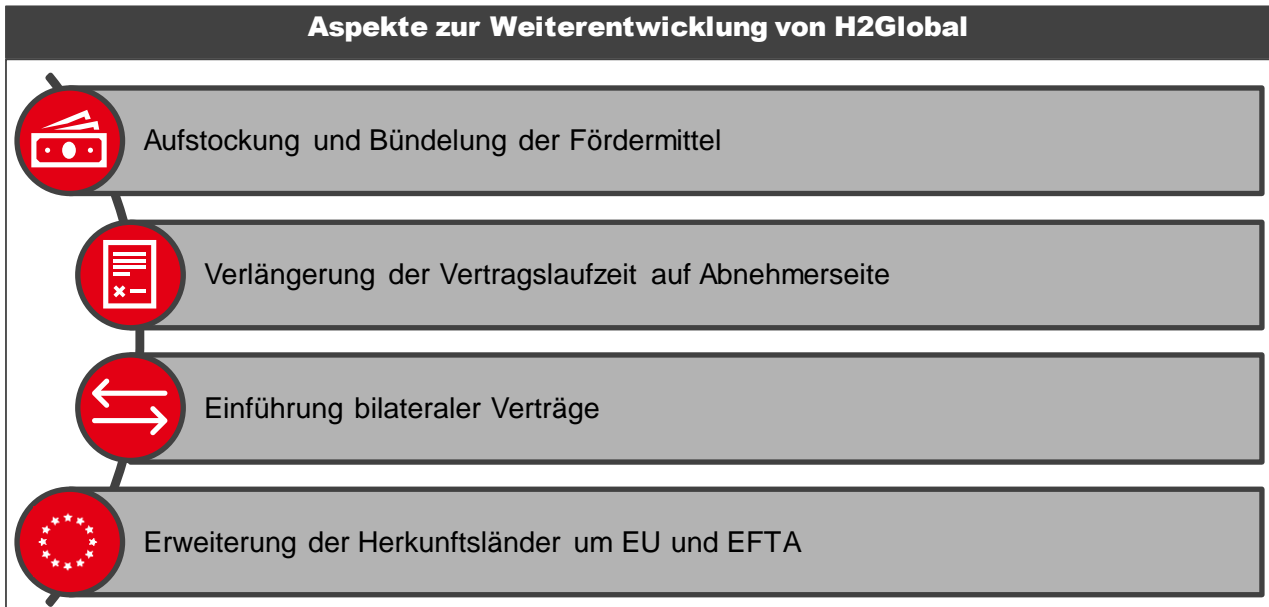 Aspekte zur Weiterentwicklung von H2Global
Aufstockung und Bündelung der Fördermittel
Verlängerung der Vertragslaufzeit auf Abnehmerseite
Einführung bilateraler Verträge
Erweiterung der Herkunftsländer um EU und EFTA